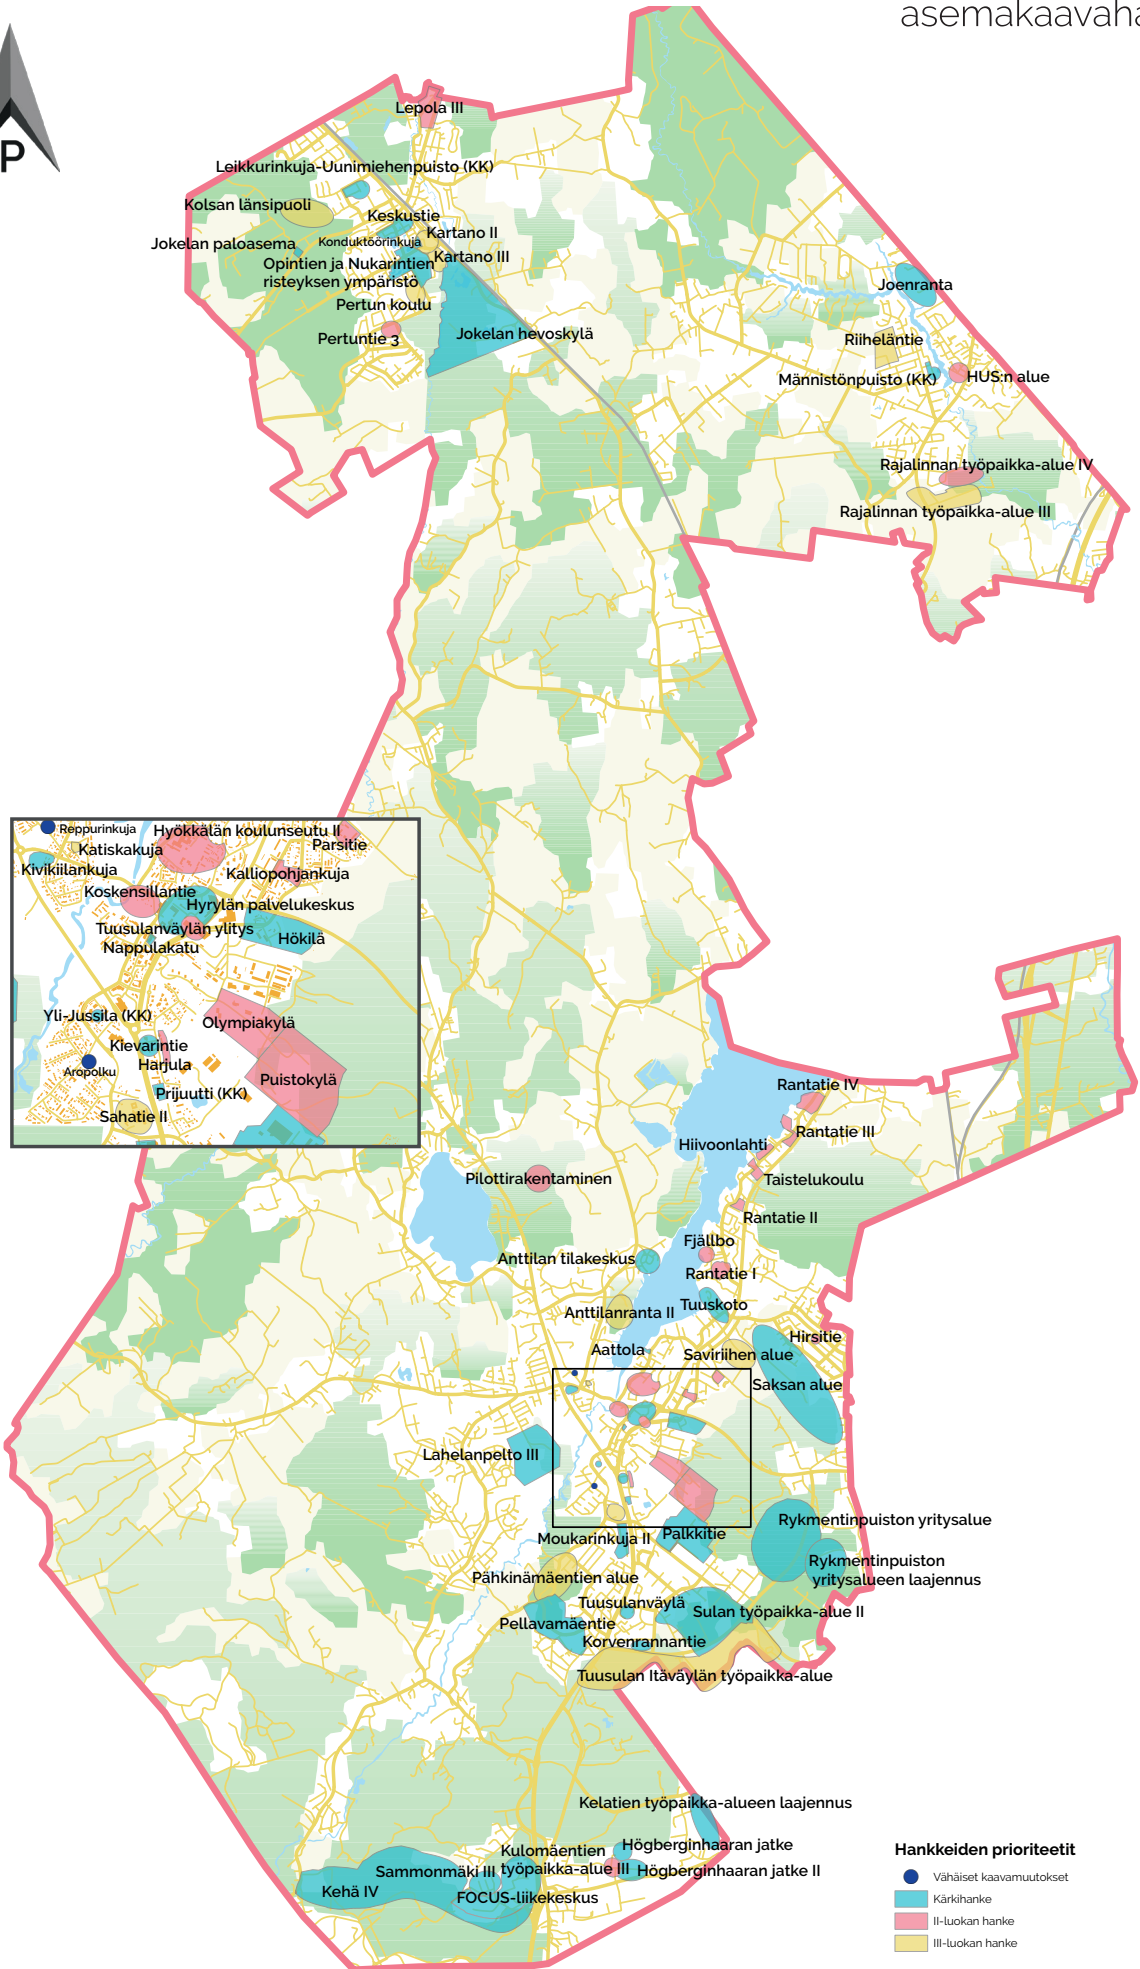 asemakaavaha
P
Lepola III
Leikkurinkuja-Uunimiehenpuisto (KK)
Kolsan länsipuoli
Keskustie
Kartano II
Jokelan paloasema
Konduktöörinkuja
Kartano III
Opintien ja Nukarintien
risteyksen ympäristö
Pertun koulu
Pertuntie 3
Jokelan hevoskylä
Joenranta
Riiheläntie
Männistönpuisto (KK)
HUS:n alue
Rajalinnan työpaikka-alue IV
Rajalinnan työpaikka-alue III
Reppurinkuja
Hyökkälän koulunseutu II
Parsitie
Katiskakuja
Kivikiilankuja
Kalliopohjankuja
Koskensillantie
Hyrylän palvelukeskus
Tuusulanväylän ylitys
Hökilä
Nappulakatu
Yli-Jussila (KK)
Olympiakylä
Kievarintie
Harjula
Aropolku
Puistokylä
Prijuutti (KK)
Sahatie II
Rantatie IV
Rantatie III
Hiivoonlahti
Pilottirakentaminen
Taistelukoulu
Rantatie II
Fjällbo
Anttilan tilakeskus
Rantatie I
Tuuskoto
Anttilanranta II
Hirsitie
Aattola
Saviriihen alue
Saksan alue
Lahelanpelto III
Rykmentinpuiston yritysalue
Moukarinkuja II
Palkkitie
Rykmentinpuiston
yritysalueen laajennus
Pähkinämäentien alue
Tuusulanväylä
Sulan työpaikka-alue II
Pellavamäentie
Korvenrannantie
Tuusulan Itäväylän työpaikka-alue
Kelatien työpaikka-alueen laajennus
Högberginhaaran jatke
Kulomäentien
työpaikka-alue III
Högberginhaaran jatke II
Sammonmäki III
Kehä IV
FOCUS-liikekeskus
Hankkeiden prioriteetit
Vähäiset kaavamuutokset
Kärkihanke
II-luokan hanke
III-luokan hanke